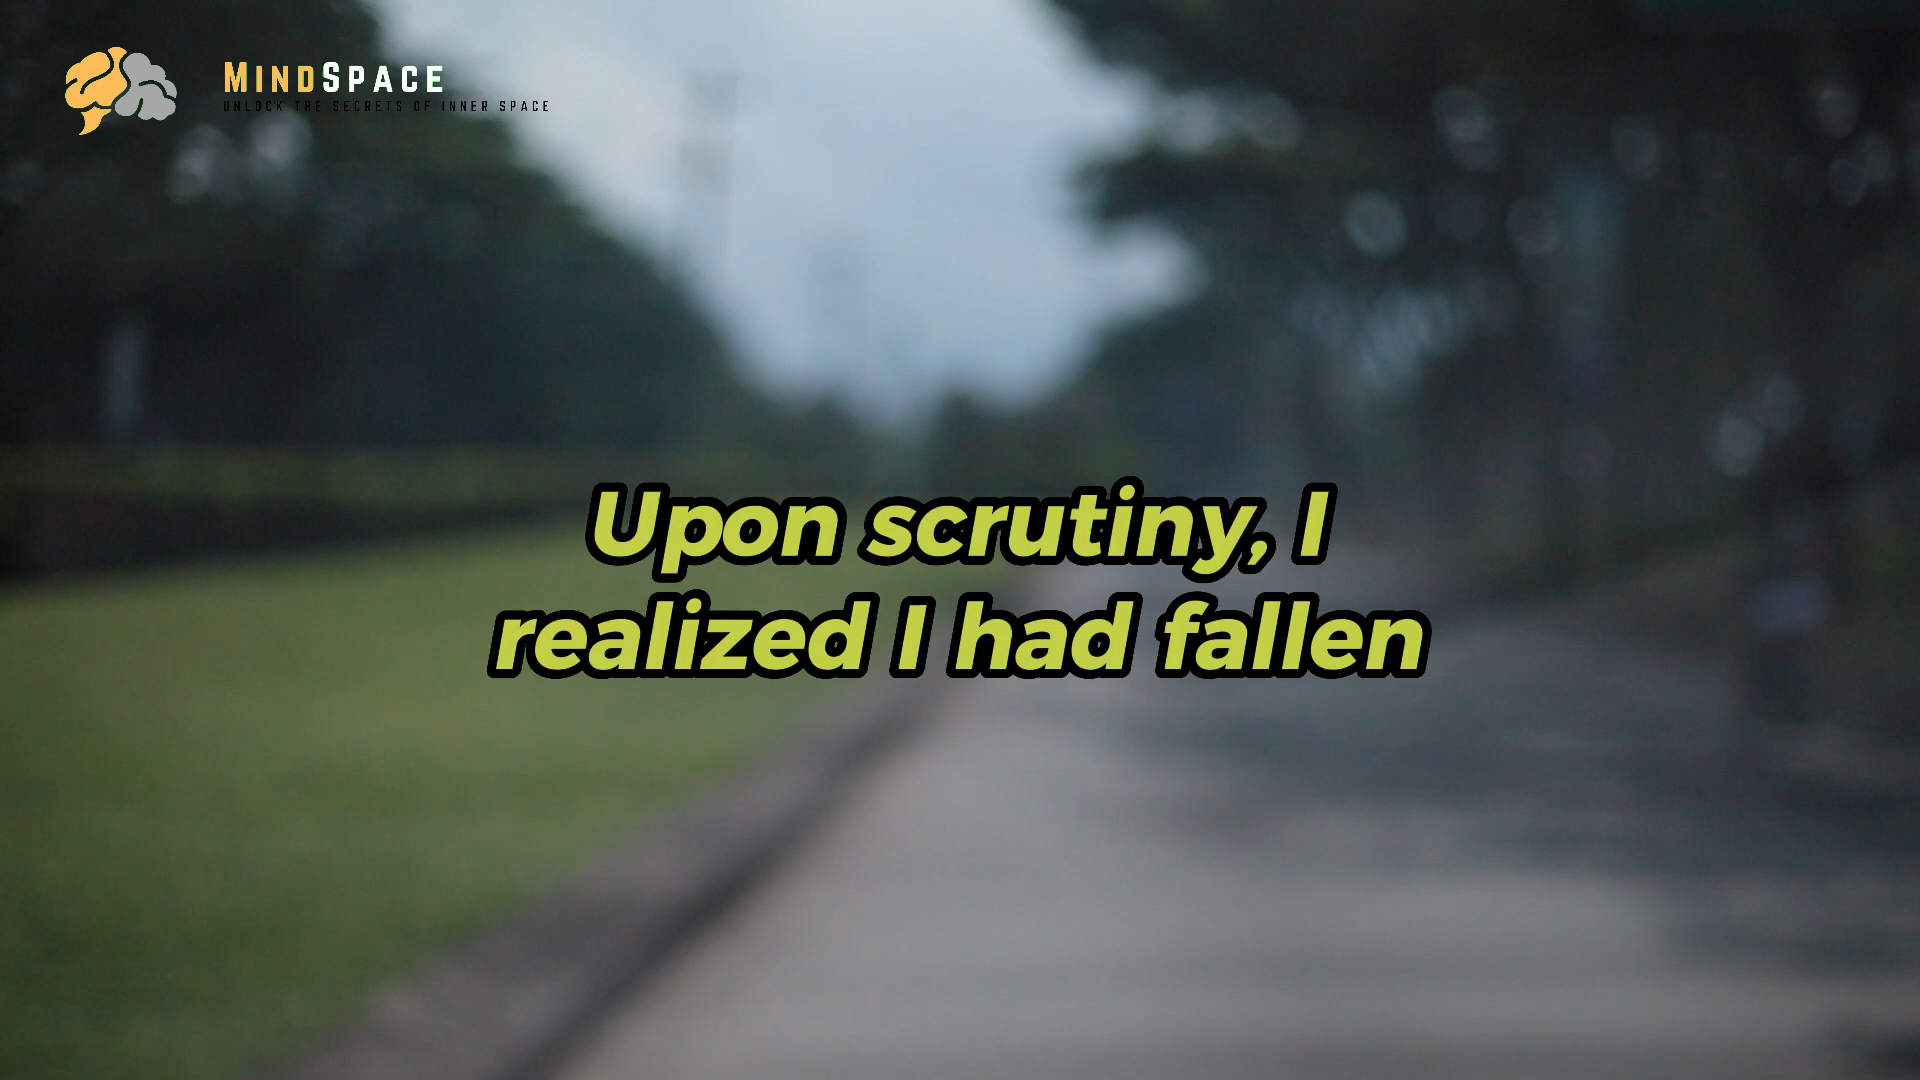 MINDSPACE
UNLOCK THE SECRETS OF INNER SPACE
Upon scrutiny, I
realized I had fallen